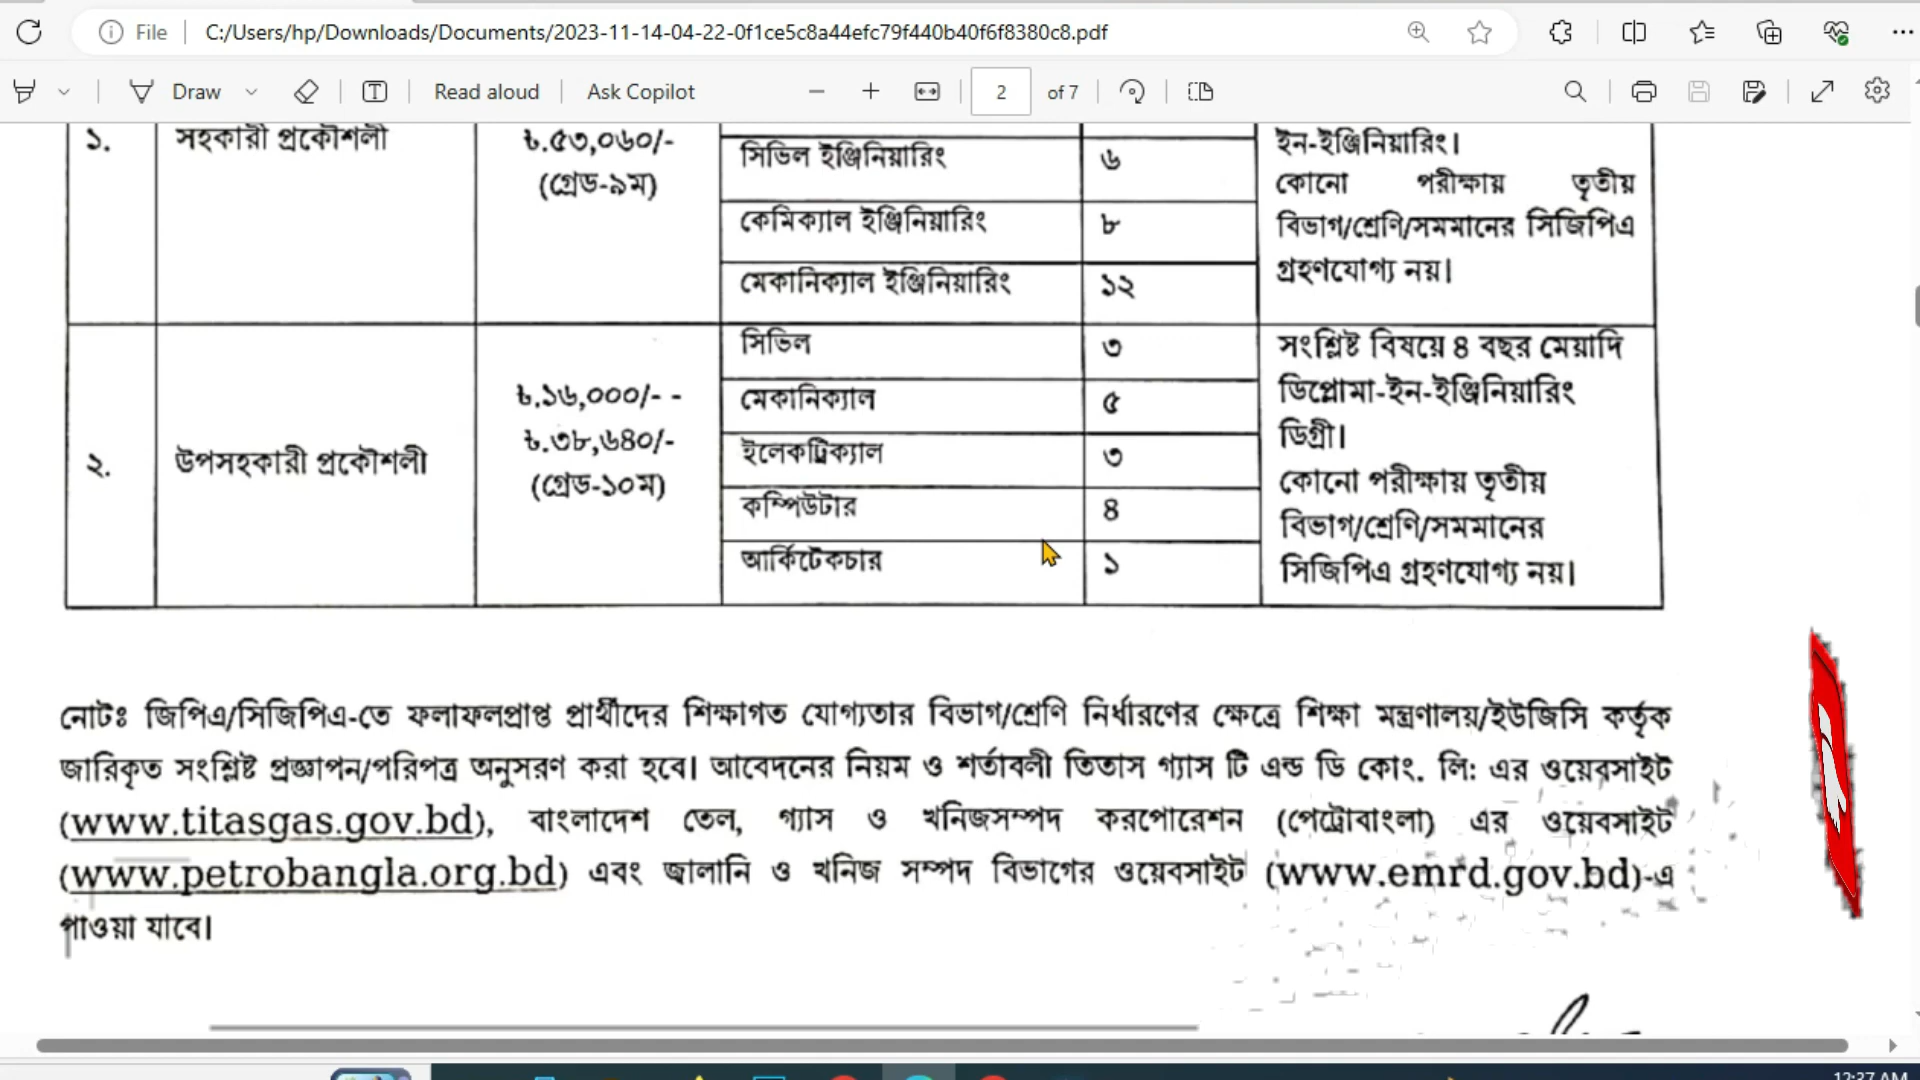 File C:/Users/hp/Downloads/Documents/2023-11-14-04-22-0f1ce5c8a44efc79f440b40f6f8380c8.pdf
Draw Read aloud Ask Copilot 2 of 7
১. সহকারী প্রকৌশলী ৳.৫৩,০৬০/-
(গ্রেড-৯ম)
সিভিল ইঞ্জিনিয়ারিং ৬
কেমিক্যাল ইঞ্জিনিয়ারিং ৮
মেকানিক্যাল ইঞ্জিনিয়ারিং ১২
ইন-ইঞ্জিনিয়ারিং।
কোনো পরীক্ষায় তৃতীয়
বিভাগ/শ্রেণি/সমমানের সিজিপিএ
গ্রহণযোগ্য নয়।
২. উপসহকারী প্রকৌশলী
৳.১৬,০০০/- -
৳.৩৮,৬৪০/-
(গ্রেড-১০ম)
সিভিল ৩
মেকানিক্যাল ৫
ইলেকট্রিক্যাল ৩
কম্পিউটার ৪
আর্কিটেকচার ১
সংশ্লিষ্ট বিষয়ে ৪ বছর মেয়াদি
ডিপ্লোমা-ইন-ইঞ্জিনিয়ারিং
ডিগ্রী।
কোনো পরীক্ষায় তৃতীয়
বিভাগ/শ্রেণি/সমমানের
সিজিপিএ গ্রহণযোগ্য নয়।
নোটঃ জিপিএ/সিজিপিএ-তে ফলাফলপ্রাপ্ত প্রার্থীদের শিক্ষাগত যোগ্যতার বিভাগ/শ্রেণি নির্ধারণের ক্ষেত্রে শিক্ষা মন্ত্রণালয়/ইউজিসি কর্তৃক
জারিকৃত সংশ্লিষ্ট প্রজ্ঞাপন/পরিপত্র অনুসরণ করা হবে। আবেদনের নিয়ম ও শর্তাবলী তিতাস গ্যাস টি এন্ড ডি কোং. লি: এর ওয়েবসাইট
(www.titasgas.gov.bd), বাংলাদেশ তেল, গ্যাস ও খনিজসম্পদ করপোরেশন (পেট্রোবাংলা) এর ওয়েবসাইট
(www.petrobangla.org.bd) এবং জ্বালানি ও খনিজ সম্পদ বিভাগের ওয়েবসাইট (www.emrd.gov.bd)-এ
পাওয়া যাবে।